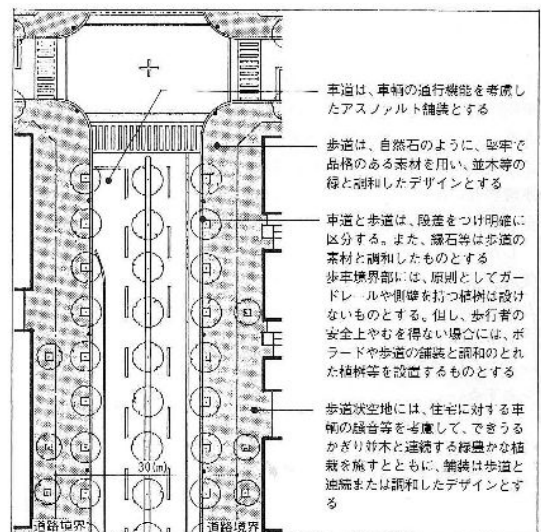 車道は、車輌の通行機能を考慮し
たアスファルト舗装とする
歩道は、自然石のように、堅牢で
品格のある素材を用い、並木等の
緑と調和したデザインとする
車道と歩道は、段差をつけ明確に
区分する。また、縁石等は歩道の
素材と調和したものとする
歩車境界部には、原則としてガー
ドレールや側壁を持つ植樹は設け
ないものとする。但し、歩行者の
安全上やむを得ない場合には、ボ
ラードや歩道の舗装と調和のとれ
た植桝等を設置するものとする
歩道状空地には、住宅に対する車
輌の騒音等を考慮して、できうる
かぎり並木と連続する緑豊かな植
栽を施すとともに、舗装は歩道と
連続または調和したデザインとす
る
30(m)
道路境界
道路境界